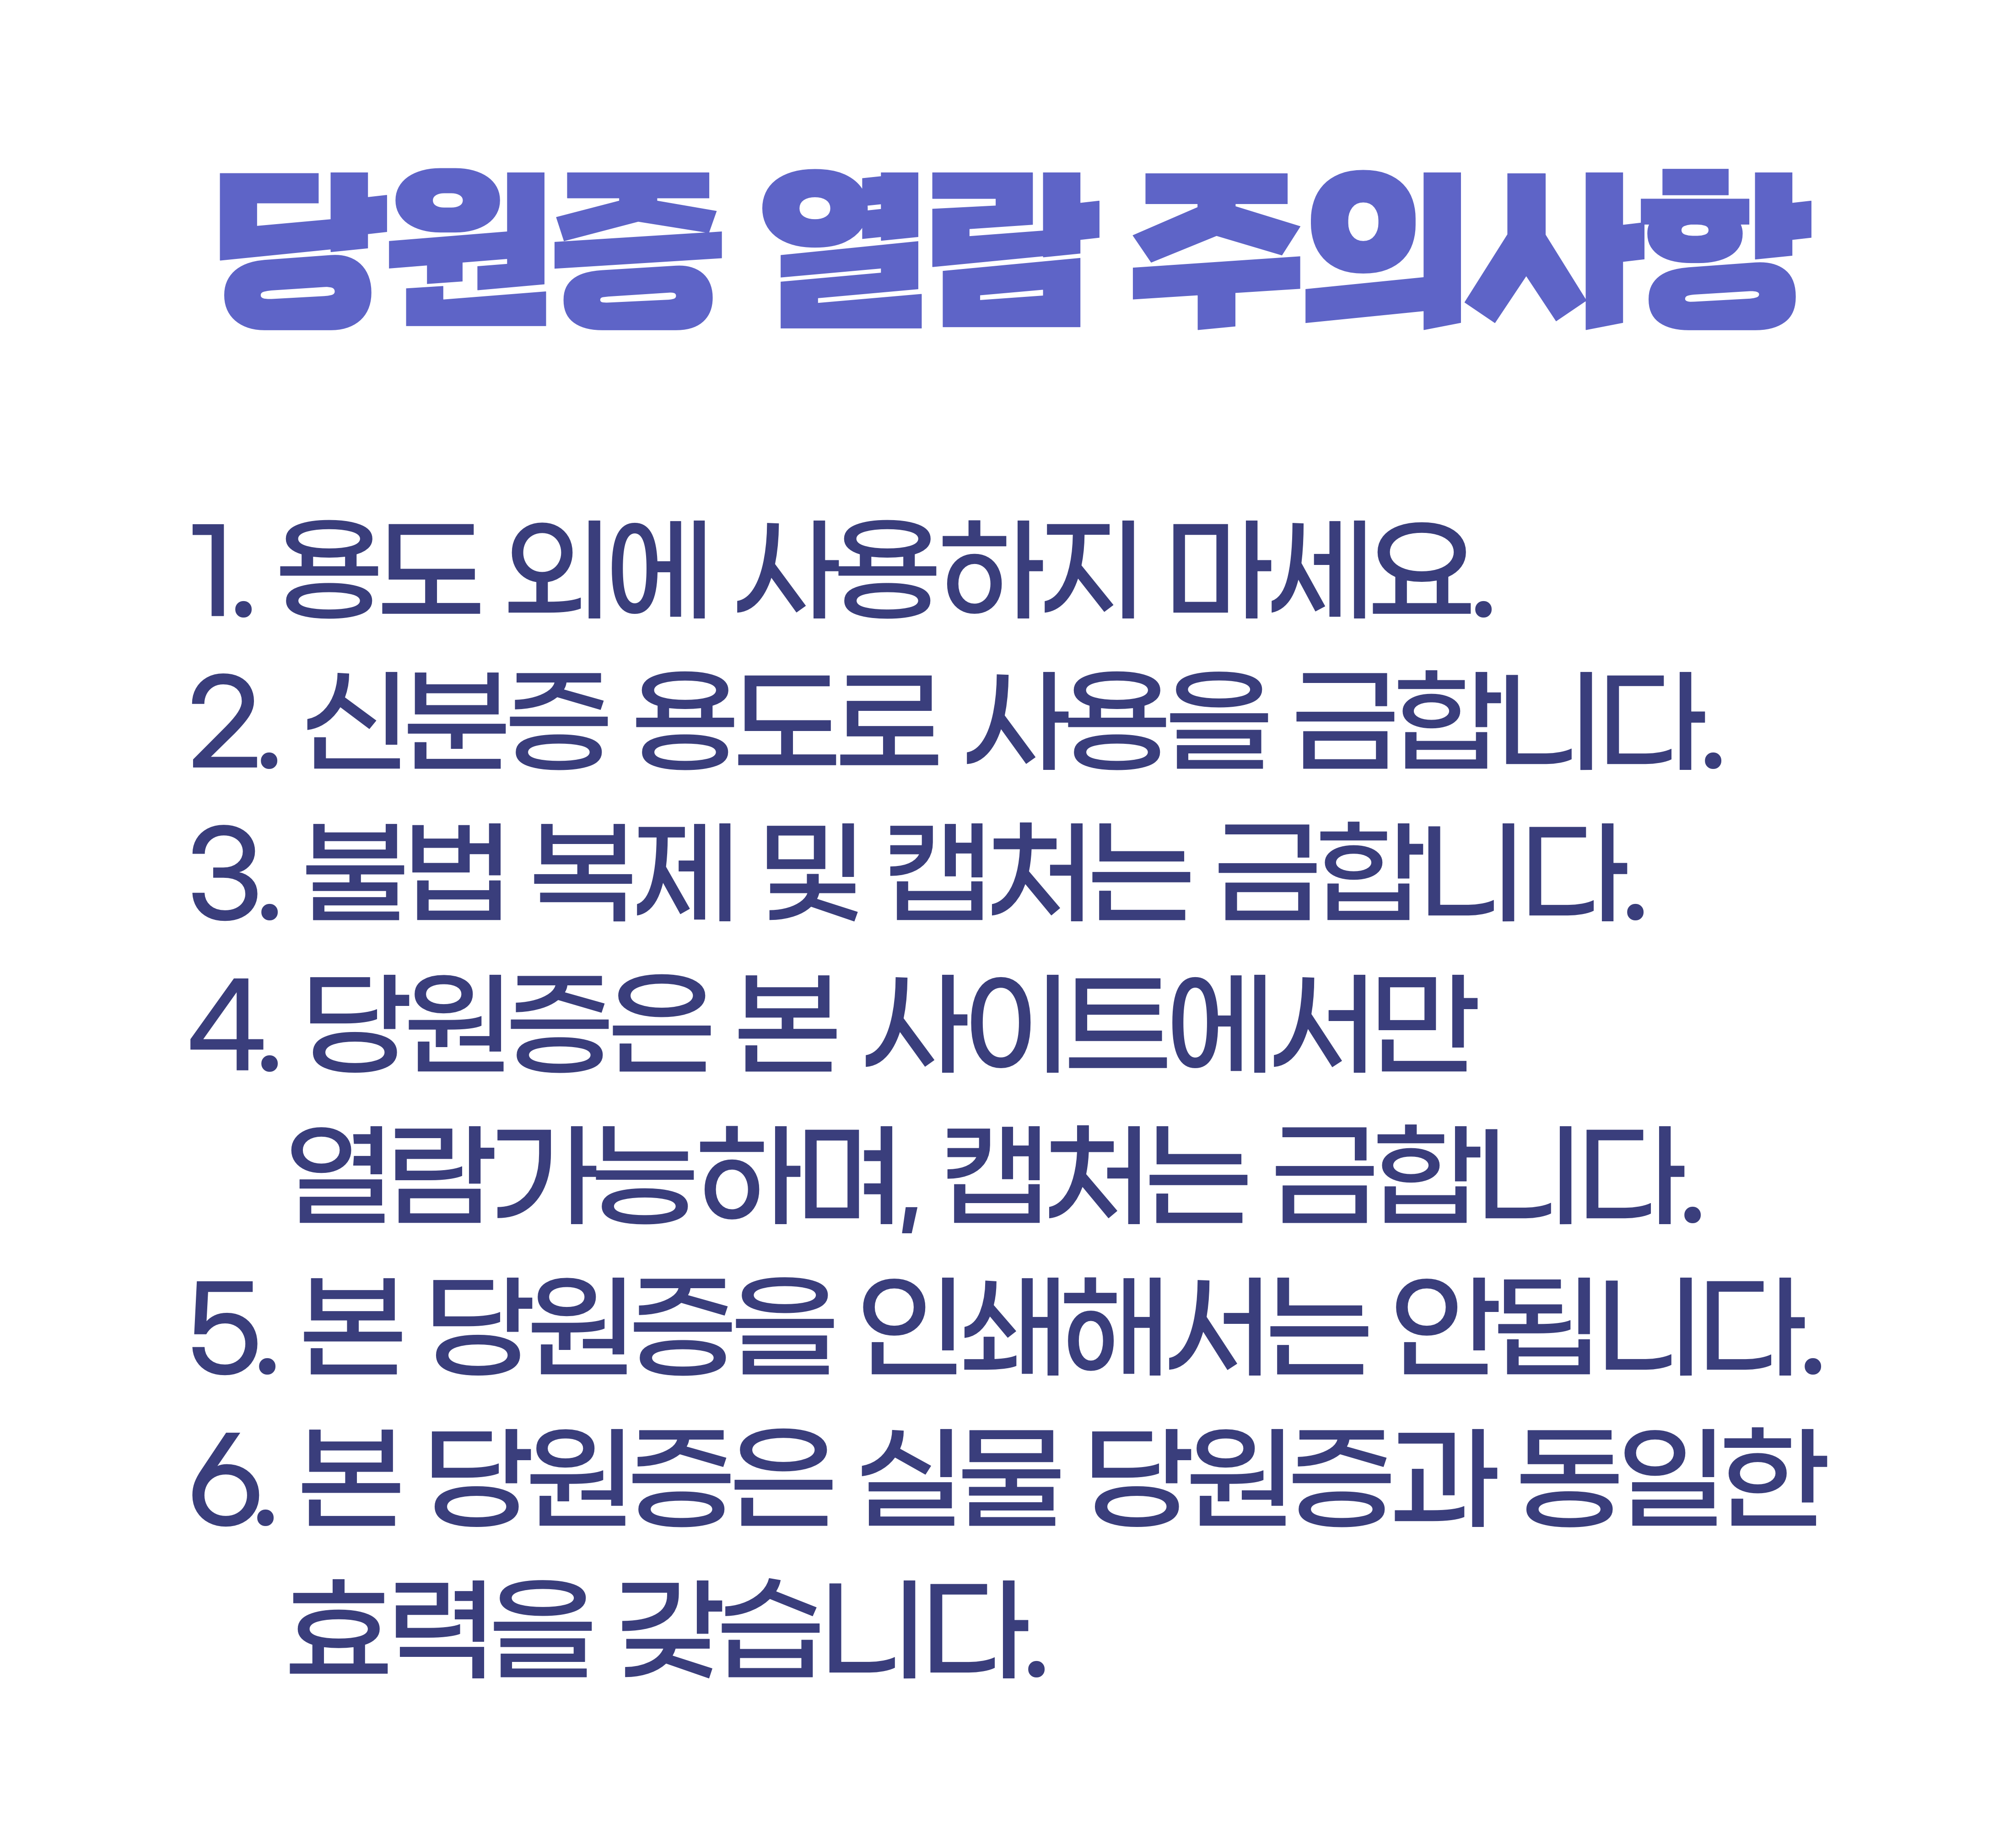 당원증 열람 주의사항
1.용도 외에 사용하지 마세요.
2. 신분증 용도로 사용을 금합니다.
3. 불법 복제 및 캡처는 금합니다.
4. 당원증은 본 사이트에서만
열람가능하며, 캡처는 금합니다.
5. 본 당원증을 인쇄해서는 안됩니다.
6. 본 당원증은 실물 당원증과 동일한
효력을 갖습니다.